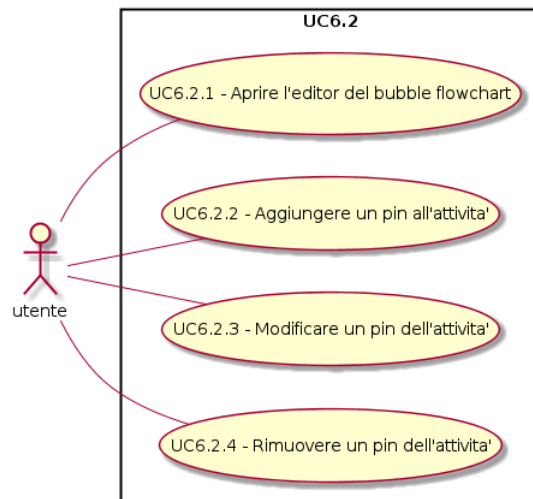 UC6.2
UC6.2.1 - Aprire l'editor del bubble flowchart
UC6.2.2 - Aggiungere un pin all'attivita'
utente
UC6.2.3 - Modificare un pin dell'attivita'
UC6.2.4 - Rimuovere un pin dell'attivita'